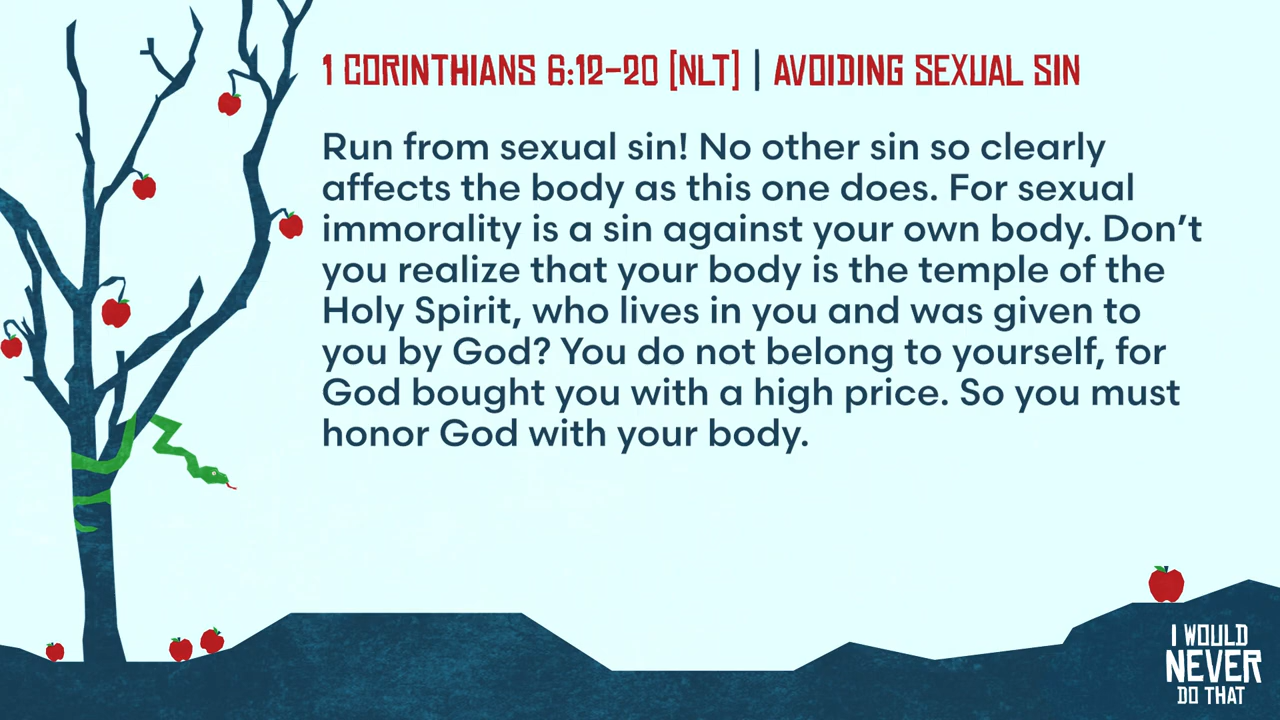 1 CORINTHIANS 6:12-20 [NLT] | AVOIDING SEXUAL SIN
Run from sexual sin! No other sin so clearly
affects the body as this one does. For sexual
immorality is a sin against your own body. Don’t
you realize that your body is the temple of the
Holy Spirit, who lives in you and was given to
you by God? You do not belong to yourself, for
God bought you with a high price. So you must
honor God with your body.
I WOULD
NEVER
DO THAT